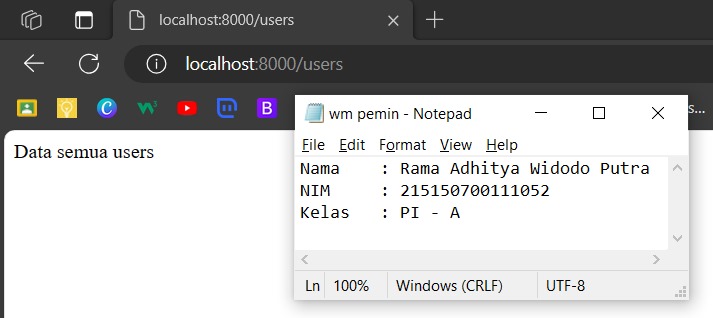 localhost:8000/users
localhost:8000/users
B
s...
Data semua users
wm pemin - Notepad
File Edit Format View Help
Nama : Rama Adhitya Widodo Putra
NIM : 215150700111052
Kelas : PI - A
Ln 100% Windows (CRLF) UTF-8